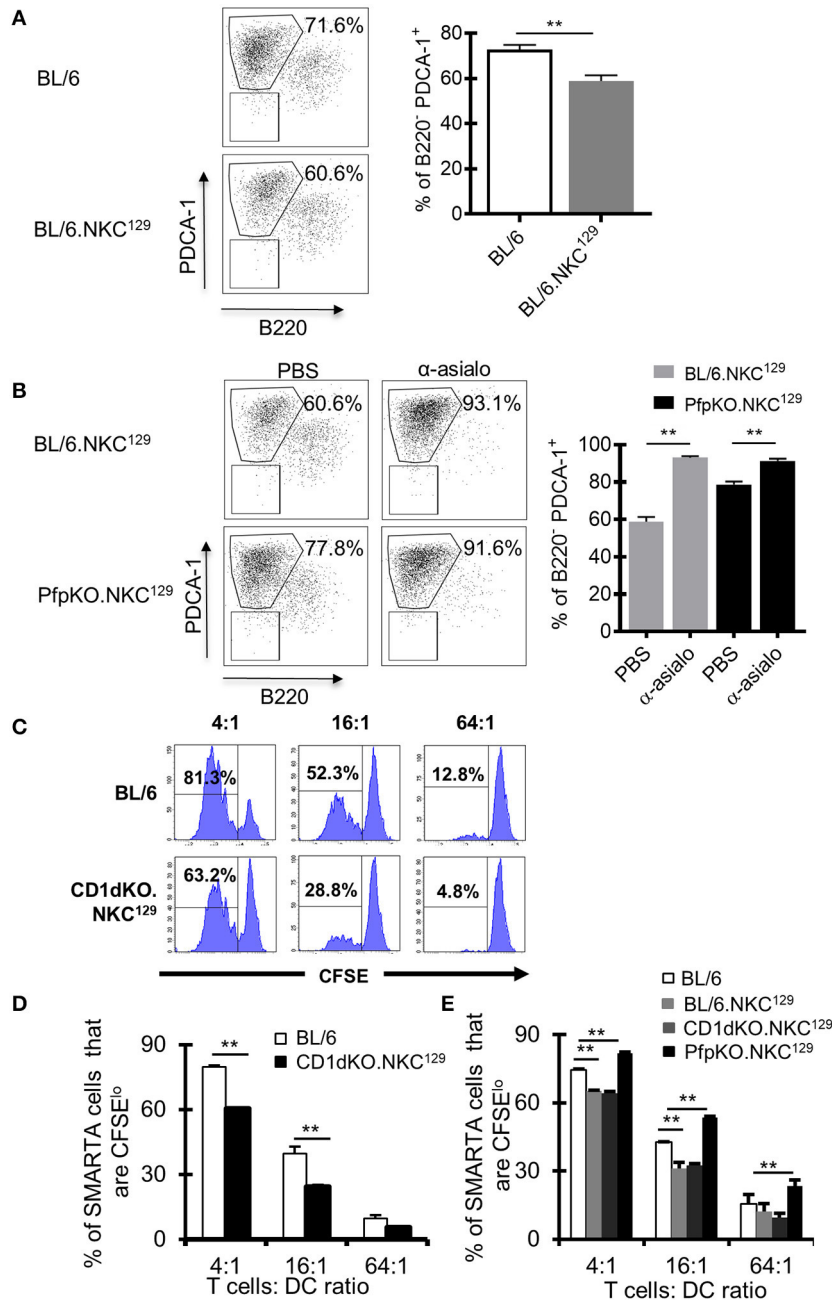 A
BL/6
71.6%
BL/6.NKC¹²⁹
60.6%
PDCA-1
B220
% of B220⁻ PDCA-1⁺
80
60
40
20
0
**
BL/6
BL/6.NKC¹²⁹
B
PBS
α-asialo
BL/6.NKC¹²⁹
60.6%
93.1%
PfpKO.NKC¹²⁹
77.8%
91.6%
PDCA-1
B220
BL/6.NKC¹²⁹
PfpKO.NKC¹²⁹
% of B220⁻ PDCA-1⁺
100
80
60
40
20
0
** **
PBS
α-asialo
PBS
α-asialo
C
4:1 16:1 64:1
BL/6
81.3%
52.3%
12.8%
CD1dKO.
NKC¹²⁹
63.2%
28.8%
4.8%
CFSE
D
% of SMARTA cells that
are CFSEˡᵒ
90
60
30
0
**
**
BL/6
CD1dKO.NKC¹²⁹
4:1 16:1 64:1
T cells: DC ratio
E
% of SMARTA cells that
are CFSEˡᵒ
90
60
30
0
BL/6
BL/6.NKC¹²⁹
CD1dKO.NKC¹²⁹
PfpKO.NKC¹²⁹
**
**
**
**
**
4:1 16:1 64:1
T cells: DC ratio